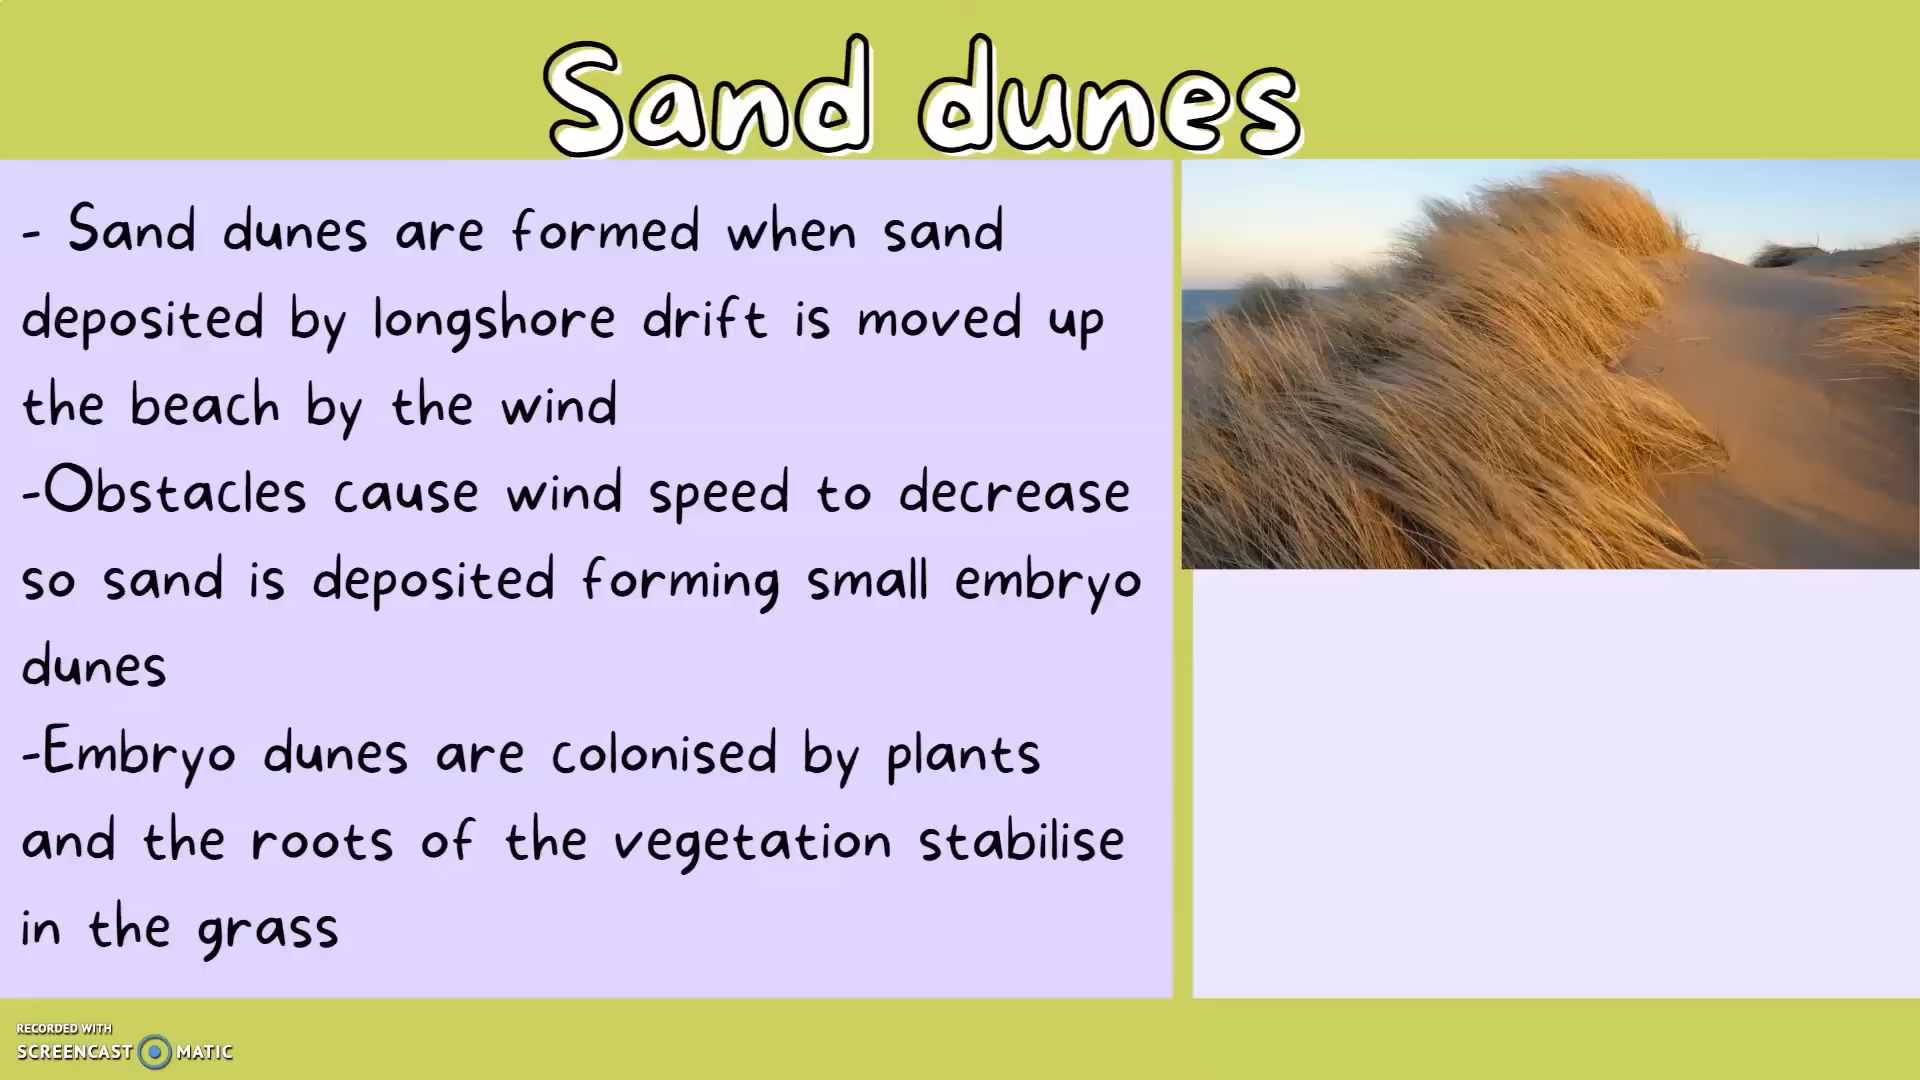 Sand dunes
- Sand dunes are formed when sand
deposited by longshore drift is moved up
the beach by the wind
-Obstacles cause wind speed to decrease
so sand is deposited forming small embryo
dunes
-Embryo dunes are colonised by plants
and the roots of the vegetation stabilise
in the grass
RECORDED WITH
SCREENCAST MATIC